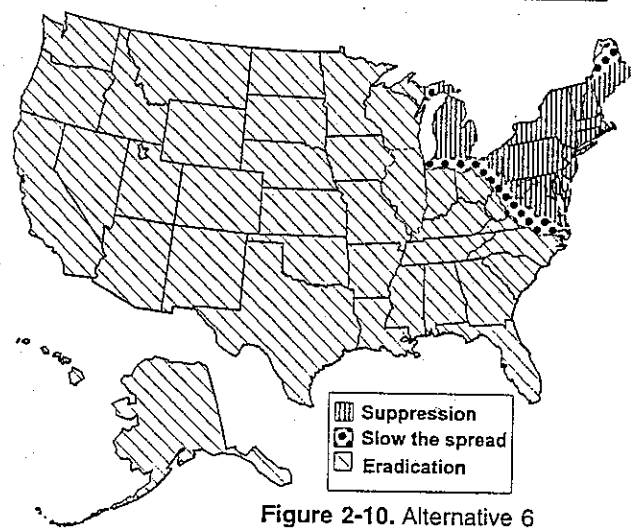 Suppression
Slow the spread
Eradication
Figure 2-10. Alternative 6